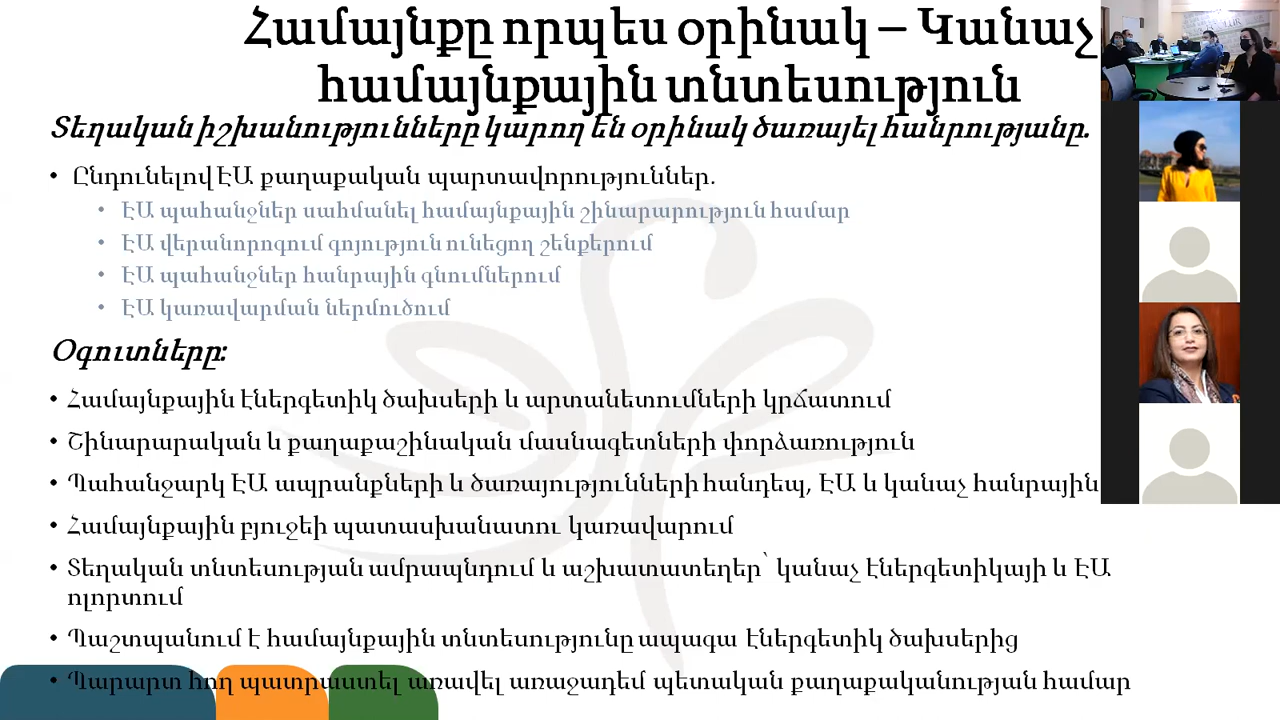 Համայնքը որպես օրինակ – Կանաչ
համայնքային տնտեսություն
Տեղական իշխանությունները կարող են օրինակ ծառայել հանրությանը.
• Ընդունելով ԷԱ քաղաքական պարտավորություններ.
• ԷԱ պահանջներ սահմանել համայնքային շինարարություն համար
• ԷԱ վերանորոգում գոյություն ունեցող շենքերում
• ԷԱ պահանջներ հանրային գնումներում
• ԷԱ կառավարման ներմուծում
Օգուտները:
• Համայնքային էներգետիկ ծախսերի և արտանետումների կրճատում
• Շինարարական և քաղաքաշինական մասնագետների փորձառություն
• Պահանջարկ ԷԱ ապրանքների և ծառայությունների հանդեպ, ԷԱ և կանաչ հանրային
• Համայնքային բյուջեի պատասխանատու կառավարում
• Տեղական տնտեսության ամրապնդում և աշխատատեղեր՝ կանաչ էներգետիկայի և ԷԱ
ոլորտում
• Պաշտպանում է համայնքային տնտեսությունը ապագա էներգետիկ ծախսերից
• Պարարտ հող պատրաստել առավել առաջադեմ պետական քաղաքականության համար